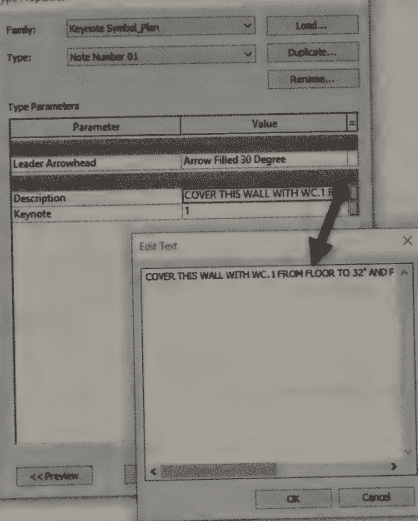 Family:
Keynote Symbol_Plan
Load...
Type:
Note Number 01
Duplicate...
Rename...
Type Parameters
Parameter
Value
=
Leader Arrowhead
Arrow Filled 30 Degree
Description
COVER THIS WALL WITH WC.1
Keynote
1
Edit Text
COVER THIS WALL WITH WC.1 FROM FLOOR TO 32" AND
<< Preview
OK
Cancel